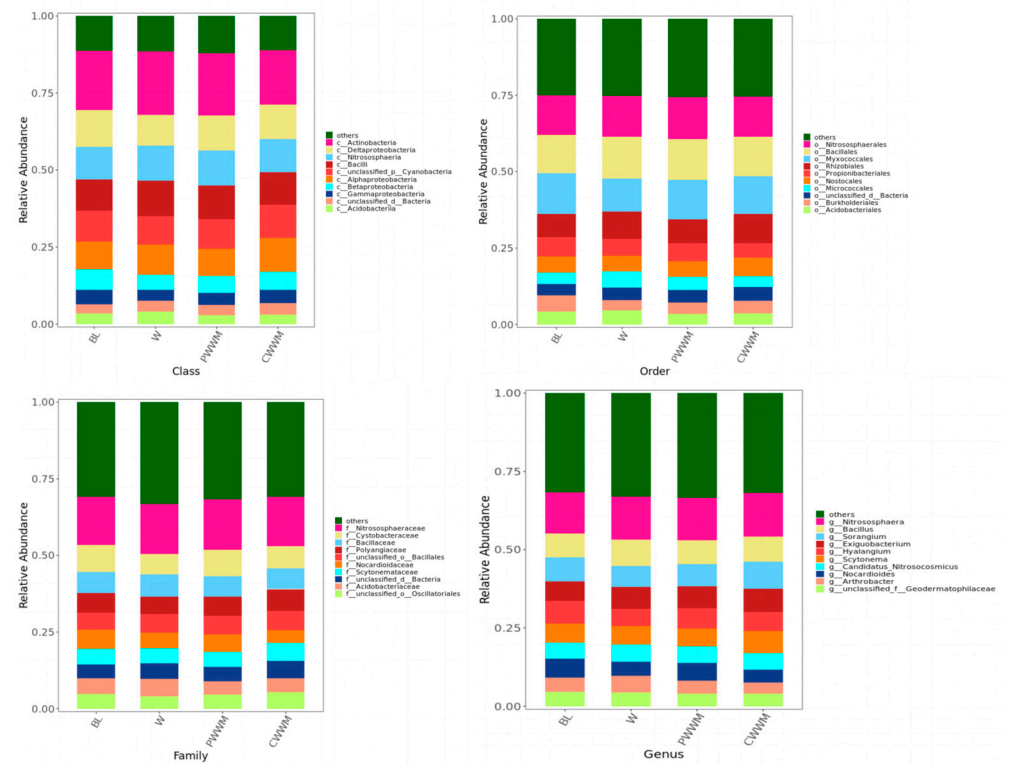 1.00
0.75
0.50
0.25
0.00
Relative Abundance
BL
W
PWWM
CWWM
Class
others
c__Actinobacteria
c__Deltaproteobacteria
c__Nitrososphaeria
c__Bacilli
c__unclassified_p__Cyanobacteria
c__Alphaproteobacteria
c__Betaproteobacteria
c__Gammaproteobacteria
c__unclassified_d__Bacteria
c__Acidobacteriia
1.00
0.75
0.50
0.25
0.00
Relative Abundance
BL
W
PWWM
CWWM
Order
others
o__Nitrososphaerales
o__Bacillales
o__Myxococcales
o__Rhizobiales
o__Propionibacteriales
o__Nostocales
o__Micrococcales
o__unclassified_d__Bacteria
o__Burkholderiales
o__Acidobacteriales
1.00
0.75
0.50
0.25
0.00
Relative Abundance
BL
W
PWWM
CWWM
Family
others
f__Nitrososphaeraceae
f__Cystobacteraceae
f__Bacillaceae
f__Polyangiaceae
f__unclassified_o__Bacillales
f__Nocardioidaceae
f__Scytonemataceae
f__unclassified_d__Bacteria
f__Acidobacteriaceae
f__unclassified_o__Oscillatoriales
1.00
0.75
0.50
0.25
0.00
Relative Abundance
BL
W
PWWM
CWWM
Genus
others
g__Nitrososphaera
g__Bacillus
g__Sorangium
g__Exiguobacterium
g__Hyalangium
g__Scytonema
g__Candidatus_Nitrosocosmicus
g__Nocardioides
g__Arthrobacter
g__unclassified_f__Geodermatophilaceae